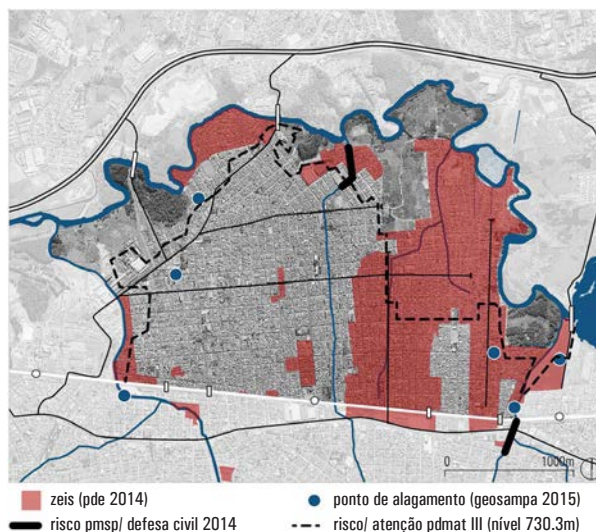 0 1000m
zeis (pde 2014)
ponto de alagamento (geosampa 2015)
risco pmsp/ defesa civil 2014
risco/ atenção pdmat III (nível 730.3m)